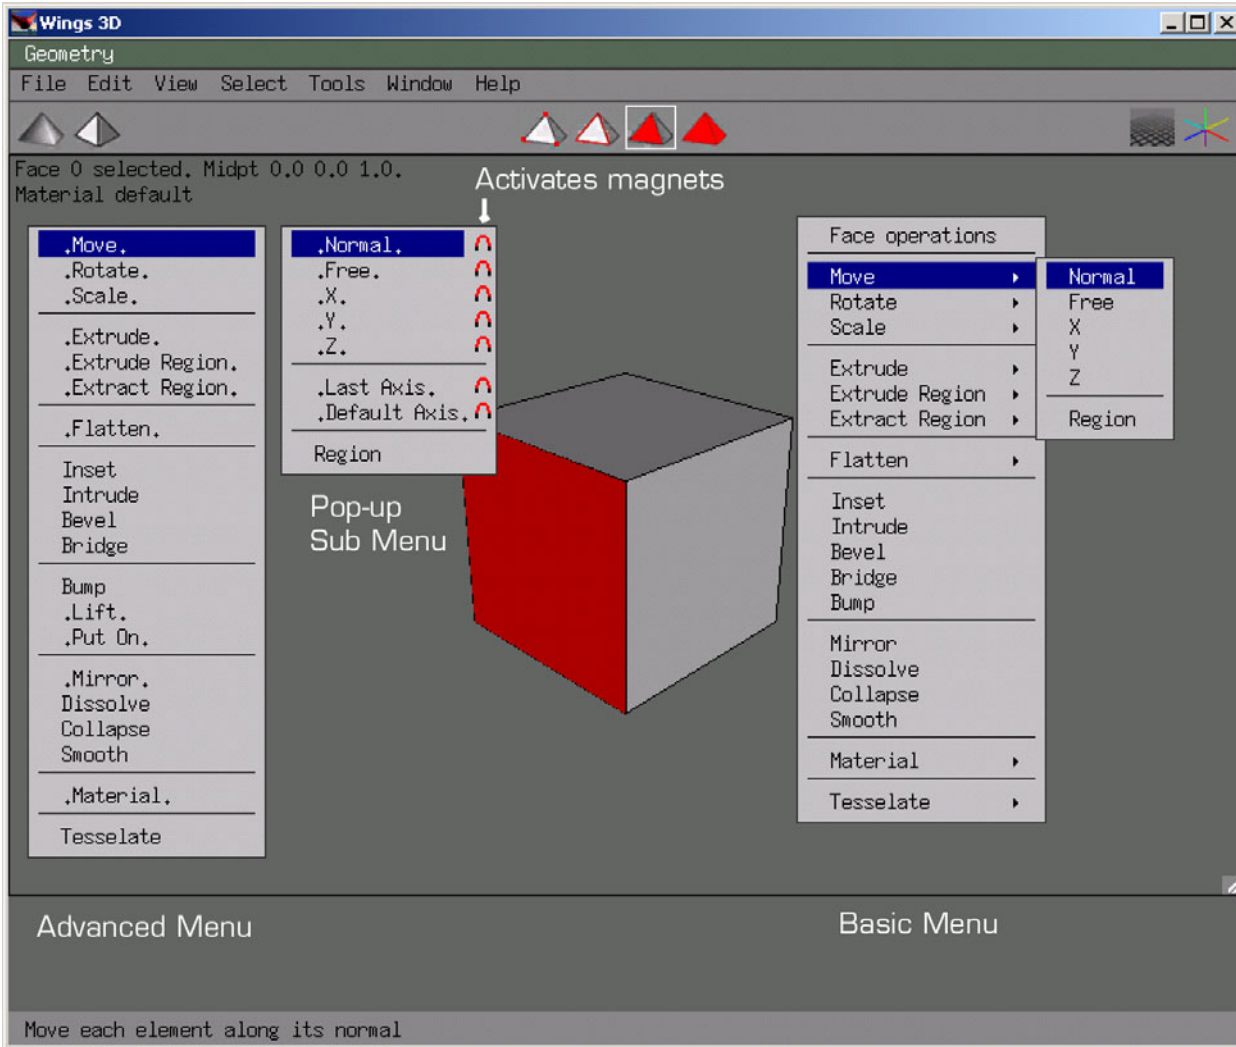 Wings 3D
Geometry
File Edit View Select Tools Window Help
Face 0 selected. Midpt 0.0 0.0 1.0.
Material default
Activates magnets
.Move.
.Rotate.
.Scale.
.Extrude.
.Extrude Region.
.Extract Region.
.Flatten.
Inset
Intrude
Bevel
Bridge
Bump
.Lift.
.Put On.
.Mirror.
Dissolve
Collapse
Smooth
.Material.
Tesselate
.Normal.
.Free.
.X.
.Y.
.Z.
.Last Axis.
.Default Axis.
Region
Pop-up
Sub Menu
Face operations
Move
Rotate
Scale
Extrude
Extrude Region
Extract Region
Flatten
Inset
Intrude
Bevel
Bridge
Bump
Mirror
Dissolve
Collapse
Smooth
Material
Tesselate
Normal
Free
X
Y
Z
Region
Advanced Menu
Basic Menu
Move each element along its normal